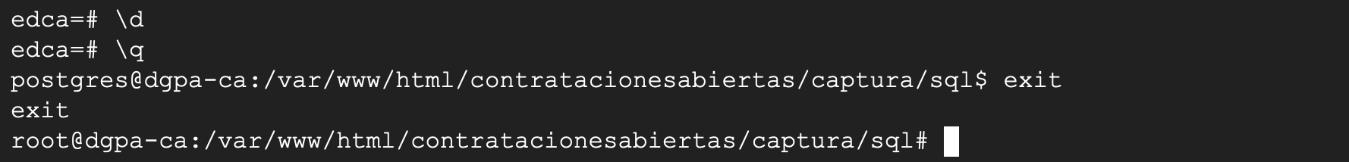 edca=# \d
edca=# \q
postgres@dgpa-ca:/var/www/html/contratacionesabiertas/captura/sql$ exit
exit
root@dgpa-ca:/var/www/html/contratacionesabiertas/captura/sql#